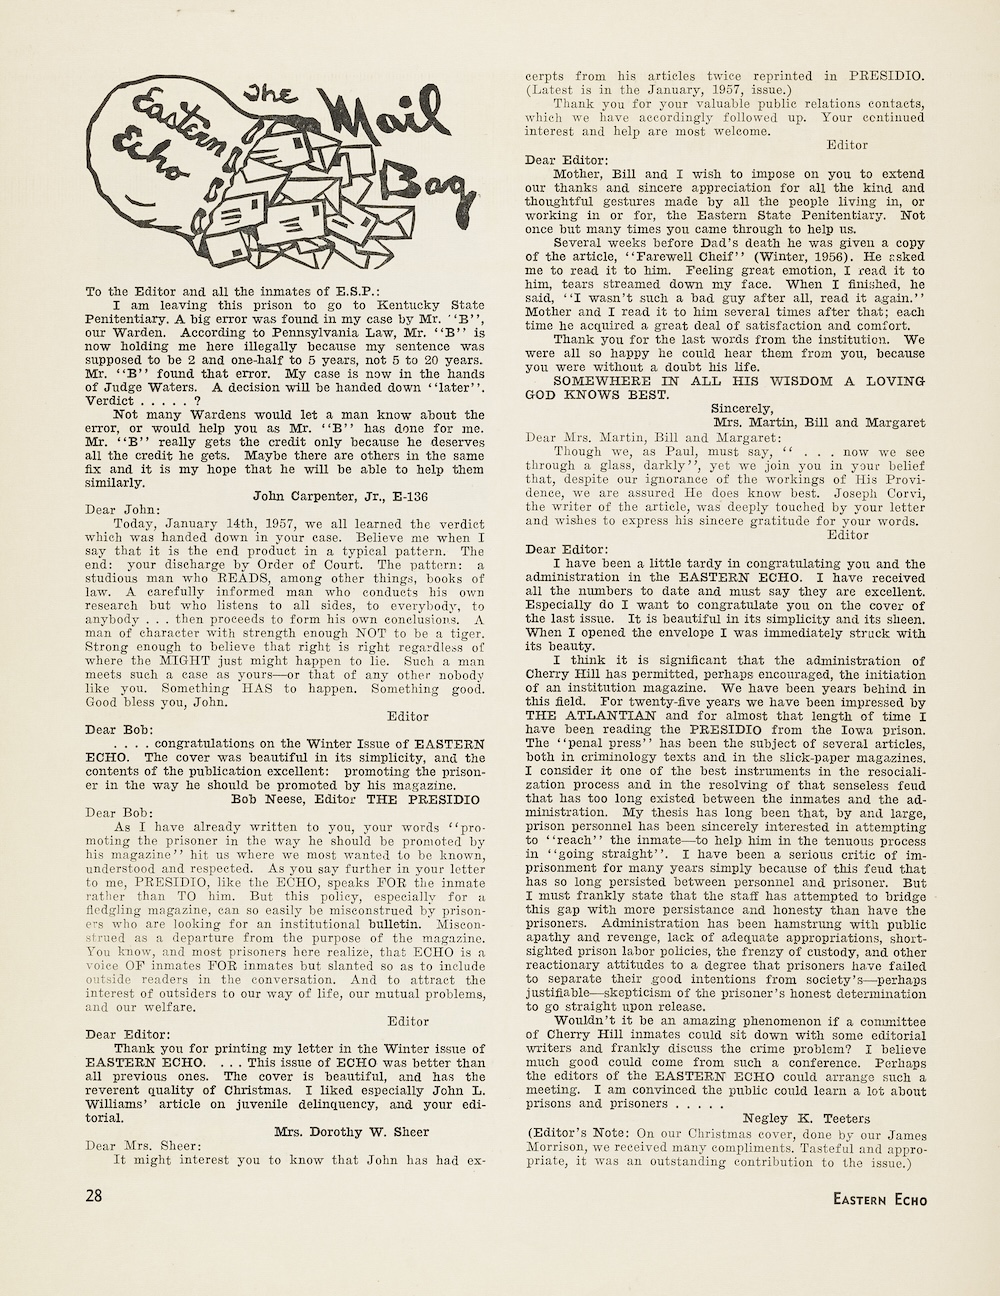 Eastern
Echo
The
Mail
Bag
To the Editor and all the inmates of E.S.P.:
I am leaving this prison to go to Kentucky State
Penitentiary. A big error was found in my case by Mr. ‘‘B’’,
our Warden. According to Pennsylvania Law, Mr. ‘‘B’’ is
now holding me here illegally because my sentence was
supposed to be 2 and one-half to 5 years, not 5 to 20 years.
Mr. ‘‘B’’ found that error. My case is now in the hands
of Judge Waters. A decision will be handed down ‘‘later’’.
Verdict . . . . . ?
Not many Wardens would let a man know about the
error, or would help you as Mr. ‘‘B’’ has done for me.
Mr. ‘‘B’’ really gets the credit only because he deserves
all the credit he gets. Maybe there are others in the same
fix and it is my hope that he will be able to help them
similarly.
John Carpenter, Jr., E-136
Dear John:
Today, January 14th, 1957, we all learned the verdict
which was handed down in your case. Believe me when I
say that it is the end product in a typical pattern. The
end: your discharge by Order of Court. The pattern: a
studious man who READS, among other things, books of
law. A carefully informed man who conducts his own
research but who listens to all sides, to everybody, to
anybody . . . then proceeds to form his own conclusions. A
man of character with strength enough NOT to be a tiger.
Strong enough to believe that right is right regardless of
where the MIGHT just might happen to lie. Such a man
meets such a case as yours—or that of any other nobody
like you. Something HAS to happen. Something good.
Good bless you, John.
Editor
Dear Bob:
. . . . congratulations on the Winter Issue of EASTERN
ECHO. The cover was beautiful in its simplicity, and the
contents of the publication excellent: promoting the prison-
er in the way he should be promoted by his magazine.
Bob Neese, Editor THE PRESIDIO
Dear Bob:
As I have already written to you, your words ‘‘pro-
moting the prisoner in the way he should be promoted by
his magazine’’ hit us where we most wanted to be known,
understood and respected. As you say further in your letter
to me, PRESIDIO, like the ECHO, speaks FOR the inmate
rather than TO him. But this policy, especially for a
fledgling magazine, can so easily be misconstrued by prison-
ers who are looking for an institutional bulletin. Miscon-
strued as a departure from the purpose of the magazine.
You know, and most prisoners here realize, that ECHO is a
voice OF inmates FOR inmates but slanted so as to include
outside readers in the conversation. And to attract the
interest of outsiders to our way of life, our mutual problems,
and our welfare.
Editor
Dear Editor:
Thank you for printing my letter in the Winter issue of
EASTERN ECHO. . . . This issue of ECHO was better than
all previous ones. The cover is beautiful, and has the
reverent quality of Christmas. I liked especially John L.
Williams’ article on juvenile delinquency, and your edi-
torial.
Mrs. Dorothy W. Sheer
Dear Mrs. Sheer:
It might interest you to know that John has had ex-
cerpts from his articles twice reprinted in PRESIDIO.
(Latest is in the January, 1957, issue.)
Thank you for your valuable public relations contacts,
which we have accordingly followed up. Your continued
interest and help are most welcome.
Editor
Dear Editor:
Mother, Bill and I wish to impose on you to extend
our thanks and sincere appreciation for all the kind and
thoughtful gestures made by all the people living in, or
working in or for, the Eastern State Penitentiary. Not
once but many times you came through to help us.
Several weeks before Dad’s death he was given a copy
of the article, ‘‘Farewell Cheif’’ (Winter, 1956). He asked
me to read it to him. Feeling great emotion, I read it to
him, tears streamed down my face. When I finished, he
said, ‘‘I wasn’t such a bad guy after all, read it again.’’
Mother and I read it to him several times after that; each
time he acquired a great deal of satisfaction and comfort.
Thank you for the last words from the institution. We
were all so happy he could hear them from you, because
you were without a doubt his life.
SOMEWHERE IN ALL HIS WISDOM A LOVING
GOD KNOWS BEST.
Sincerely,
Mrs. Martin, Bill and Margaret
Dear Mrs. Martin, Bill and Margaret:
Though we, as Paul, must say, ‘‘ . . . now we see
through a glass, darkly’’, yet we join you in your belief
that, despite our ignorance of the workings of His Provi-
dence, we are assured He does know best. Joseph Corvi,
the writer of the article, was deeply touched by your letter
and wishes to express his sincere gratitude for your words.
Editor
Dear Editor:
I have been a little tardy in congratulating you and the
administration in the EASTERN ECHO. I have received
all the numbers to date and must say they are excellent.
Especially do I want to congratulate you on the cover of
the last issue. It is beautiful in its simplicity and its sheen.
When I opened the envelope I was immediately struck with
its beauty.
I think it is significant that the administration of
Cherry Hill has permitted, perhaps encouraged, the initiation
of an institution magazine. We have been years behind in
this field. For twenty-five years we have been impressed by
THE ATLANTIAN and for almost that length of time I
have been reading the PRESIDIO from the Iowa prison.
The ‘‘penal press’’ has been the subject of several articles,
both in criminology texts and in the slick-paper magazines.
I consider it one of the best instruments in the resociali-
zation process and in the resolving of that senseless feud
that has too long existed between the inmates and the ad-
ministration. My thesis has long been that, by and large,
prison personnel has been sincerely interested in attempting
to ‘‘reach’’ the inmate—to help him in the tenuous process
in ‘‘going straight’’. I have been a serious critic of im-
prisonment for many years simply because of this feud that
has so long persisted between personnel and prisoner. But
I must frankly state that the staff has attempted to bridge
this gap with more persistance and honesty than have the
prisoners. Administration has been hamstrung with public
apathy and revenge, lack of adequate appropriations, short-
sighted prison labor policies, the frenzy of custody, and other
reactionary attitudes to a degree that prisoners have failed
to separate their good intentions from society’s—perhaps
justifiable—skepticism of the prisoner’s honest determination
to go straight upon release.
Wouldn’t it be an amazing phenomenon if a committee
of Cherry Hill inmates could sit down with some editorial
writers and frankly discuss the crime problem? I believe
much good could come from such a conference. Perhaps
the editors of the EASTERN ECHO could arrange such a
meeting. I am convinced the public could learn a lot about
prisons and prisoners . . . . .
Negley K. Teeters
(Editor’s Note: On our Christmas cover, done by our James
Morrison, we received many compliments. Tasteful and appro-
priate, it was an outstanding contribution to the issue.)
28
EASTERN ECHO